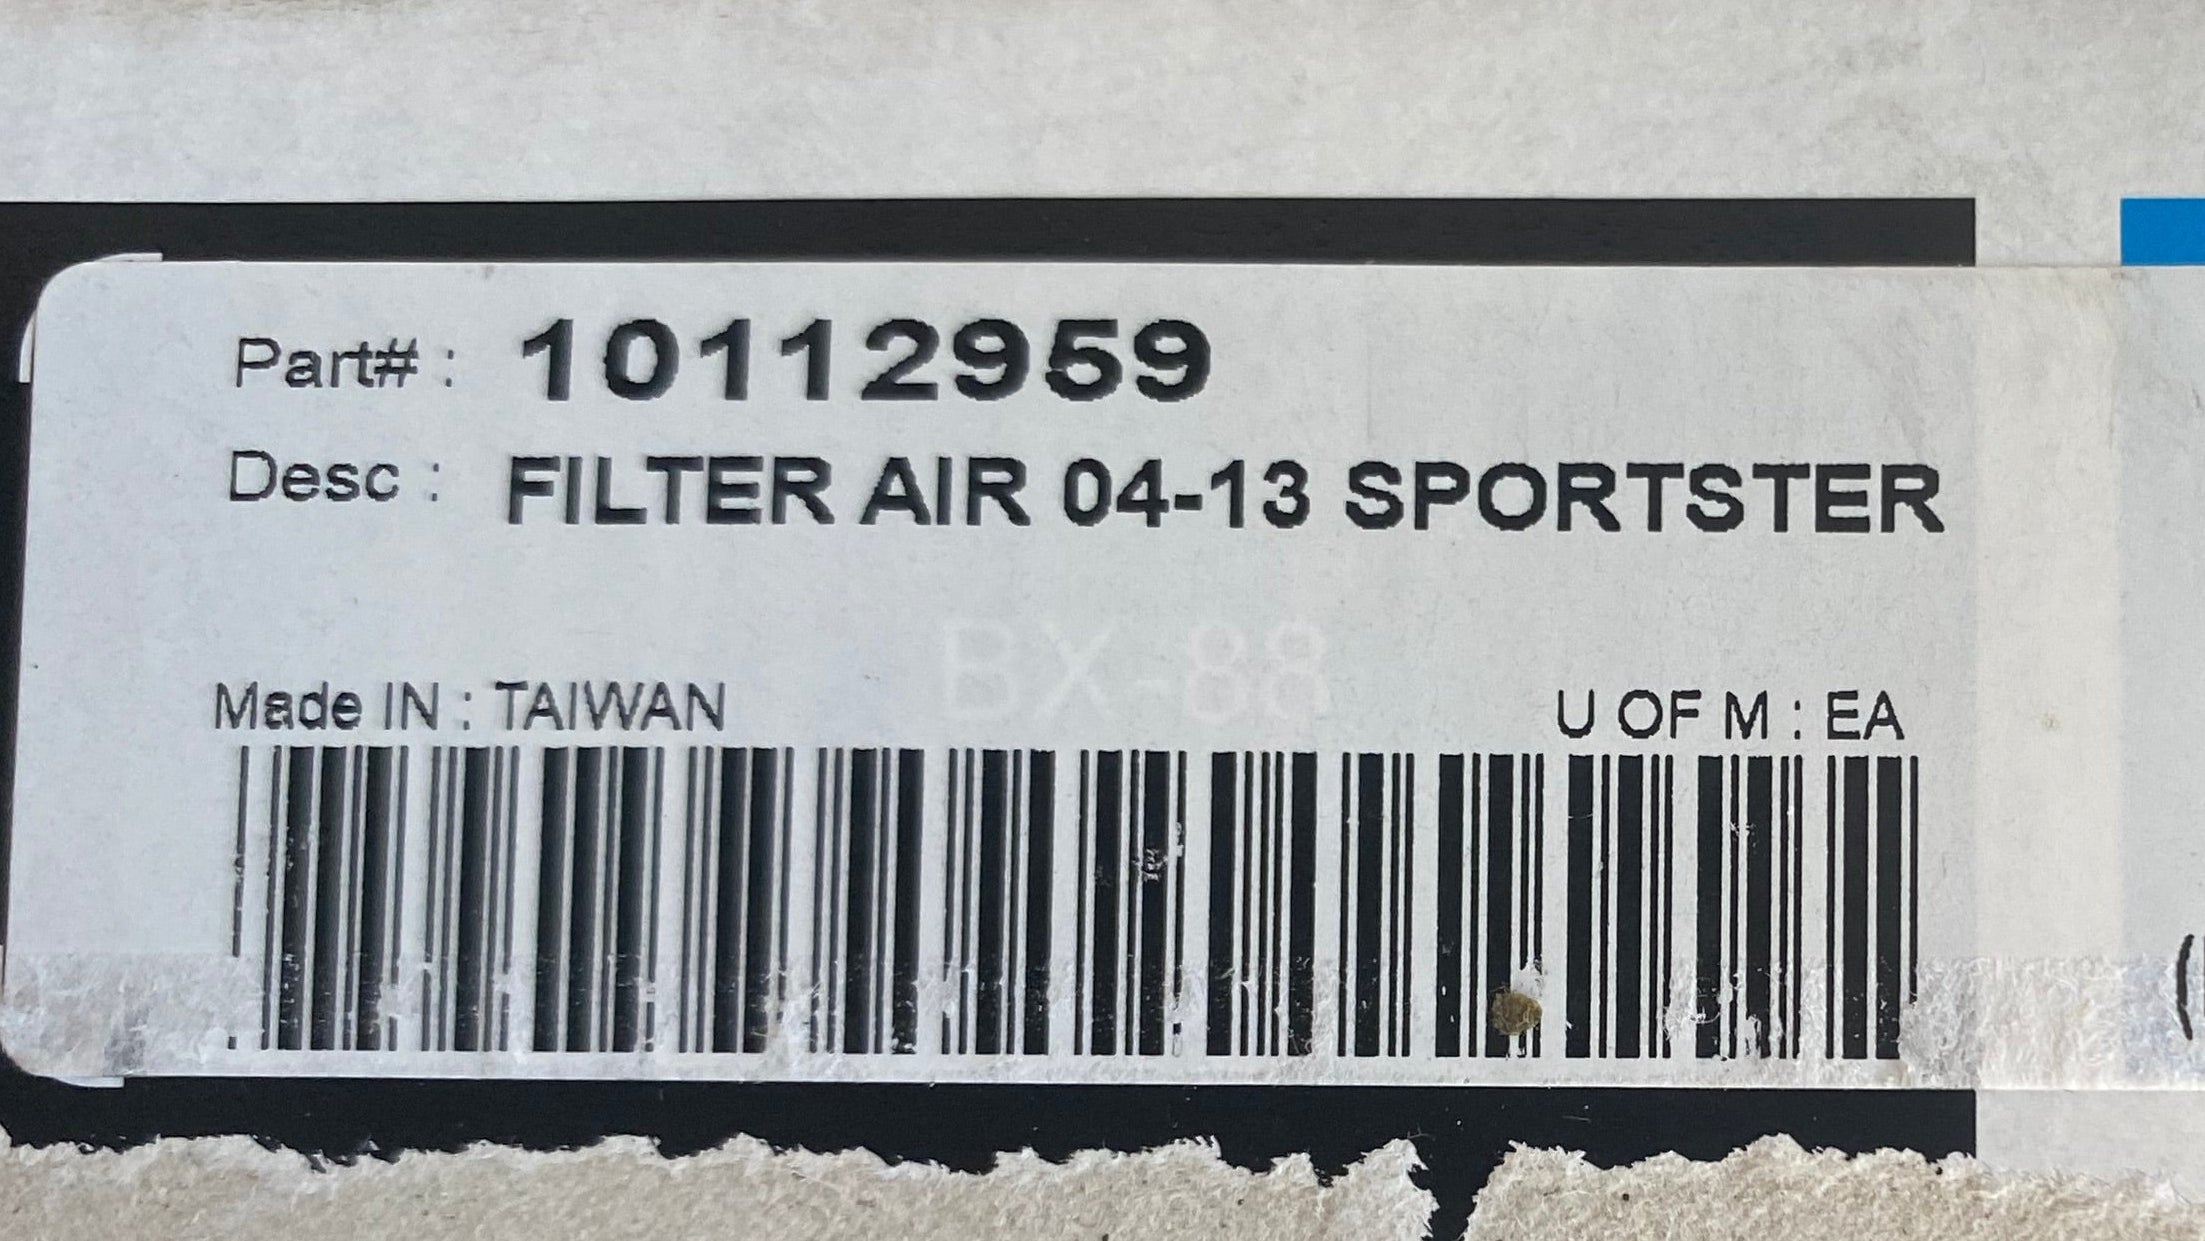 Part# : 10112959
Desc : FILTER AIR 04-13 SPORTSTER
BX-88
Made IN : TAIWAN
U OF M : EA